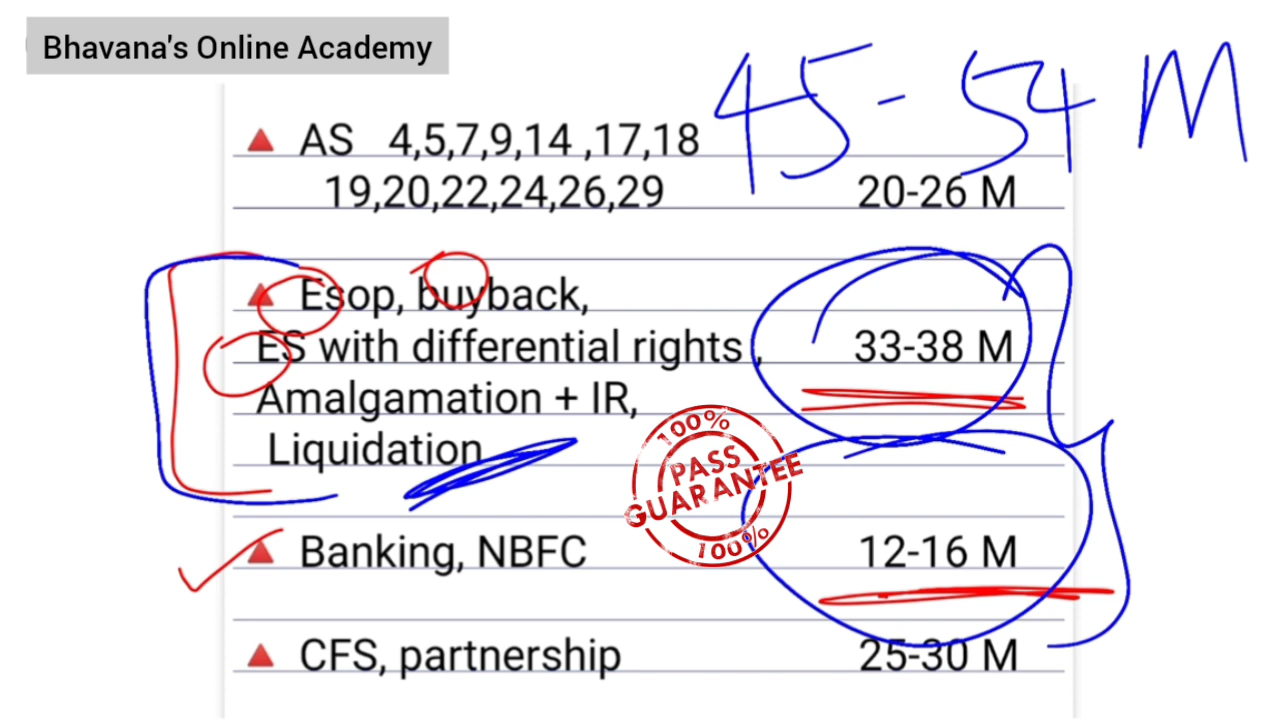 Bhavana's Online Academy
45-54 M
AS 4,5,7,9,14 ,17,18
19,20,22,24,26,29 20-26 M
Esop, buyback,
ES with differential rights , 33-38 M
Amalgamation + IR,
Liquidation
100%
PASS
GUARANTEE
100%
Banking, NBFC 12-16 M
CFS, partnership 25-30 M